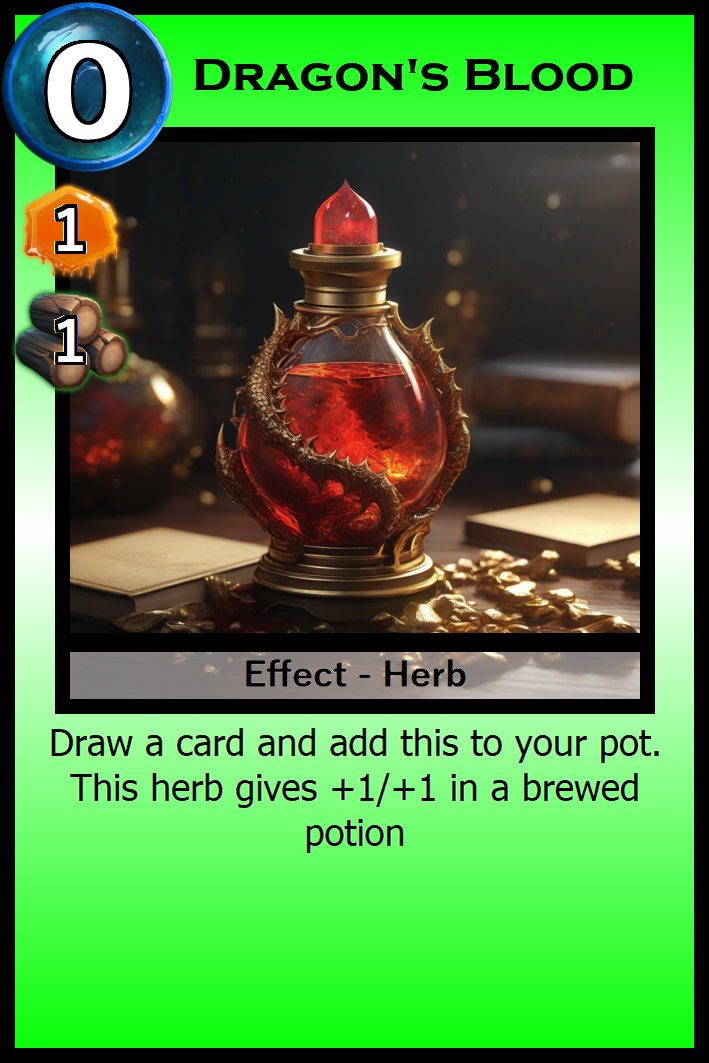 0
Dragon's Blood
1
1
Effect - Herb
Draw a card and add this to your pot.
This herb gives +1/+1 in a brewed
potion